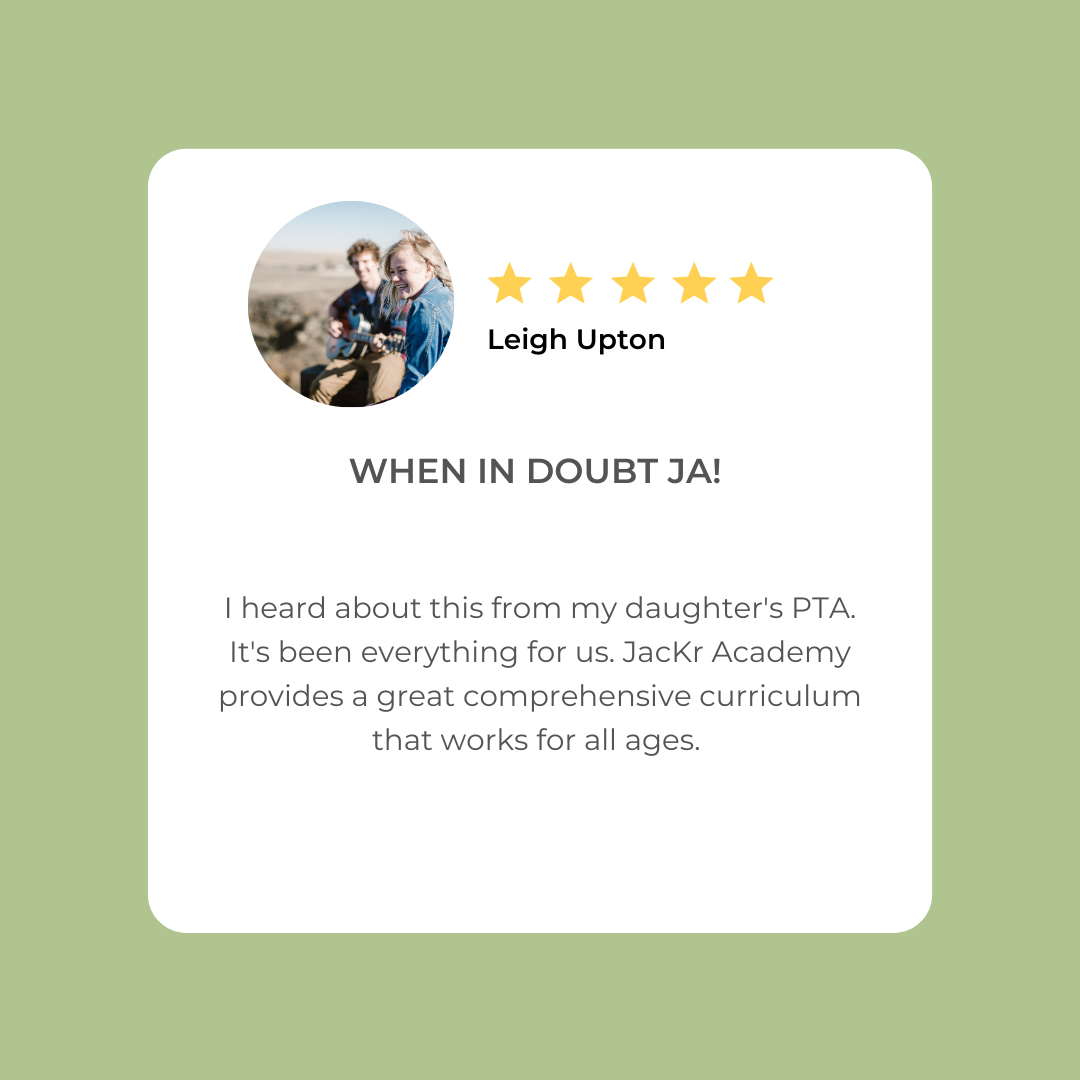 Leigh Upton
WHEN IN DOUBT JA!
I heard about this from my daughter's PTA.
It's been everything for us. JacKr Academy
provides a great comprehensive curriculum
that works for all ages.